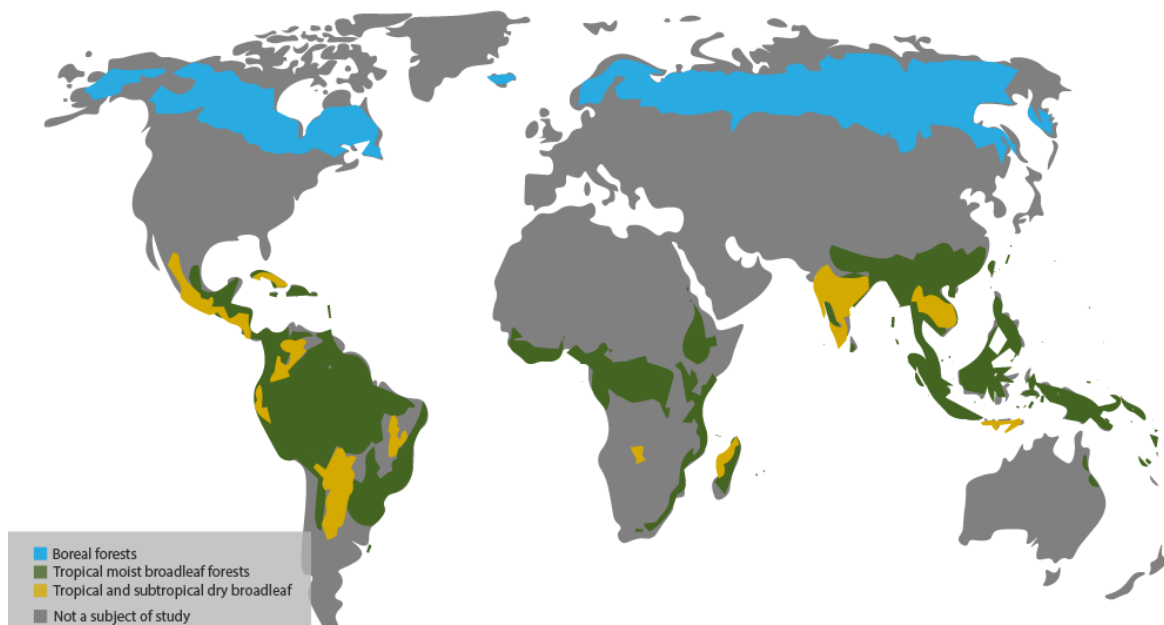 Boreal forests
Tropical moist broadleaf forests
Tropical and subtropical dry broadleaf
Not a subject of study